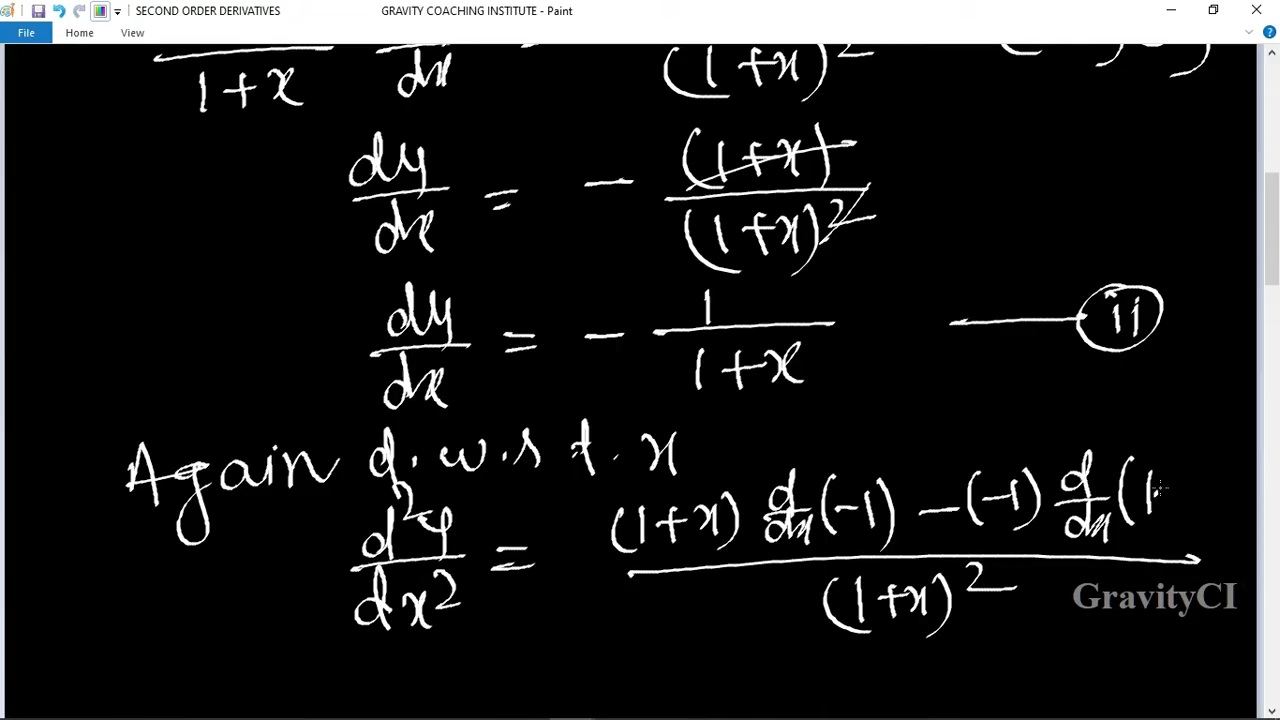 SECOND ORDER DERIVATIVES GRAVITY COACHING INSTITUTE - Paint
File Home View
1+x dx (1+x)²
dy/dx = - (1+x)/(1+x)²
dy/dx = - 1/1+x ——— ii
Again d.w.r.t. x
d²y/dx² = (1+x) d/dx (-1) - (-1) d/dx (1 / (1+x)²
GravityCI